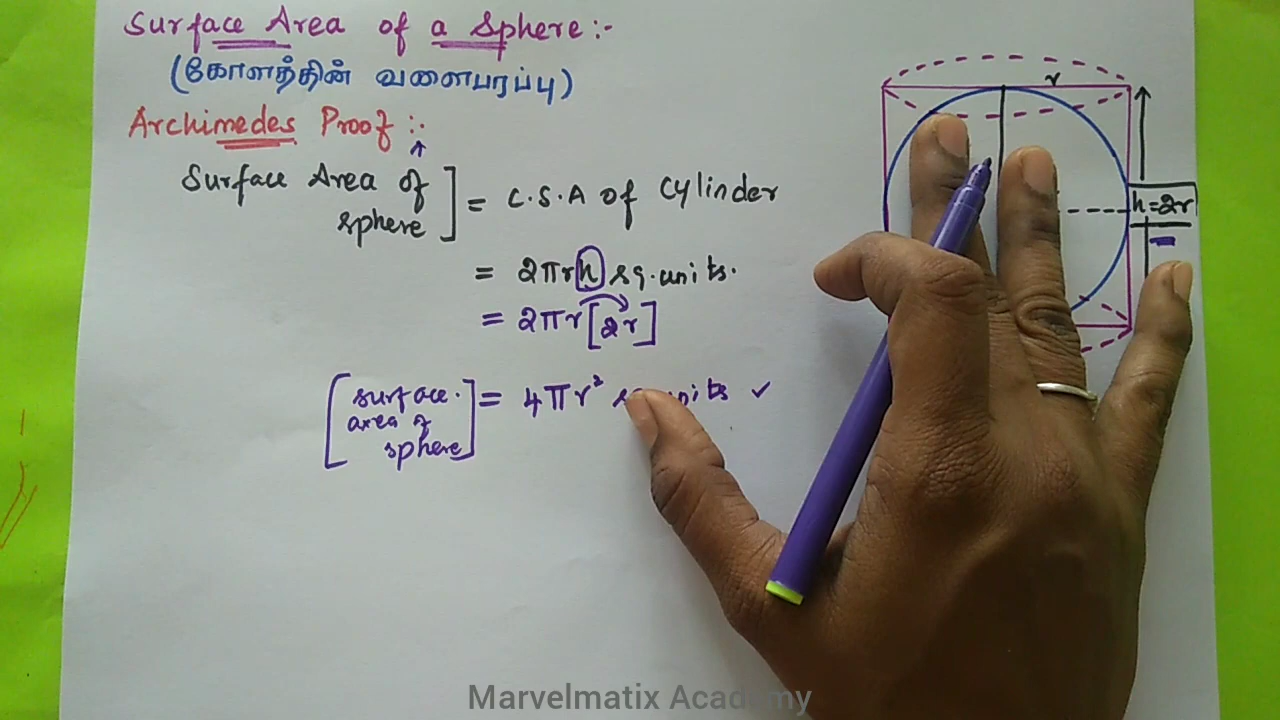 Surface Area of a Sphere:-
(கோளத்தின் வளைபரப்பு)
Archimedes Proof :-
Surface Area of sphere] = C.S.A of Cylinder
= 2πrh sq.units.
= 2πr[2r]
[surface area of sphere] = 4πr² units ✓
r
h=2r
Marvelmatix Academy